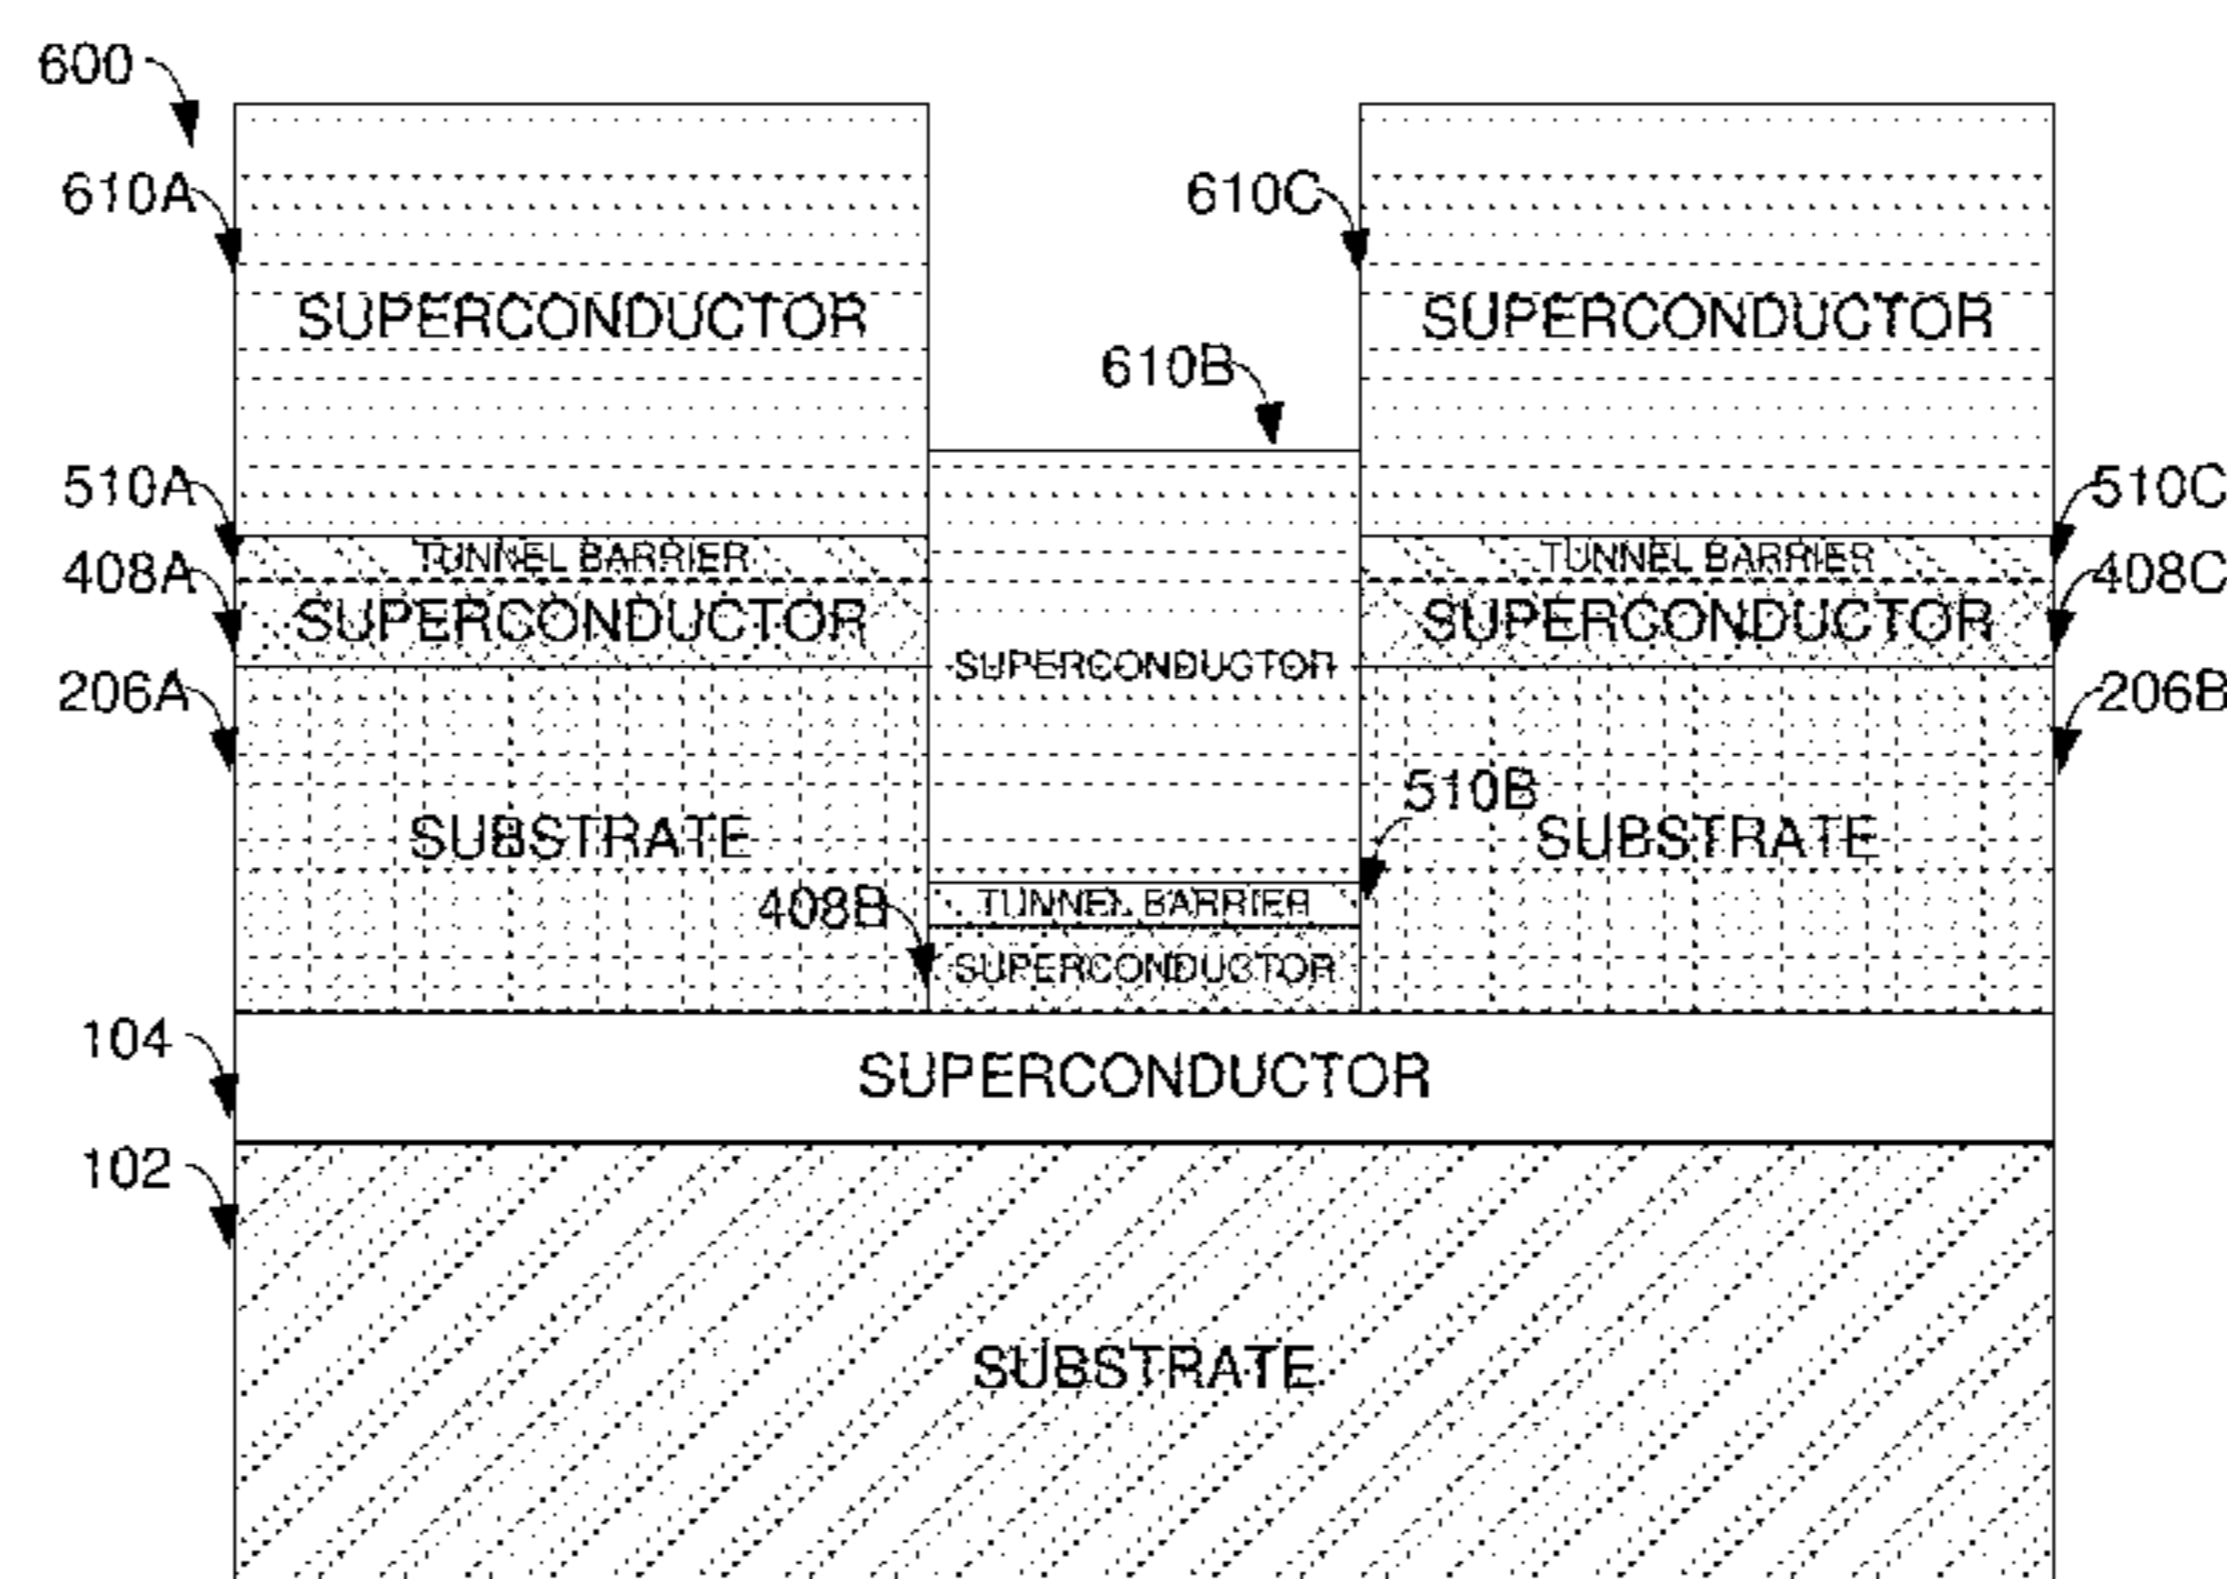 600
610A
610C
SUPERCONDUCTOR
SUPERCONDUCTOR
610B
510A
510C
TUNNEL BARRIER
TUNNEL BARRIER
408A
408C
SUPERCONDUCTOR
SUPERCONDUCTOR
SUPERCONDUCTOR
206A
206B
510B
SUBSTRATE
SUBSTRATE
408B
TUNNEL BARRIER
SUPERCONDUCTOR
104
SUPERCONDUCTOR
102
SUBSTRATE